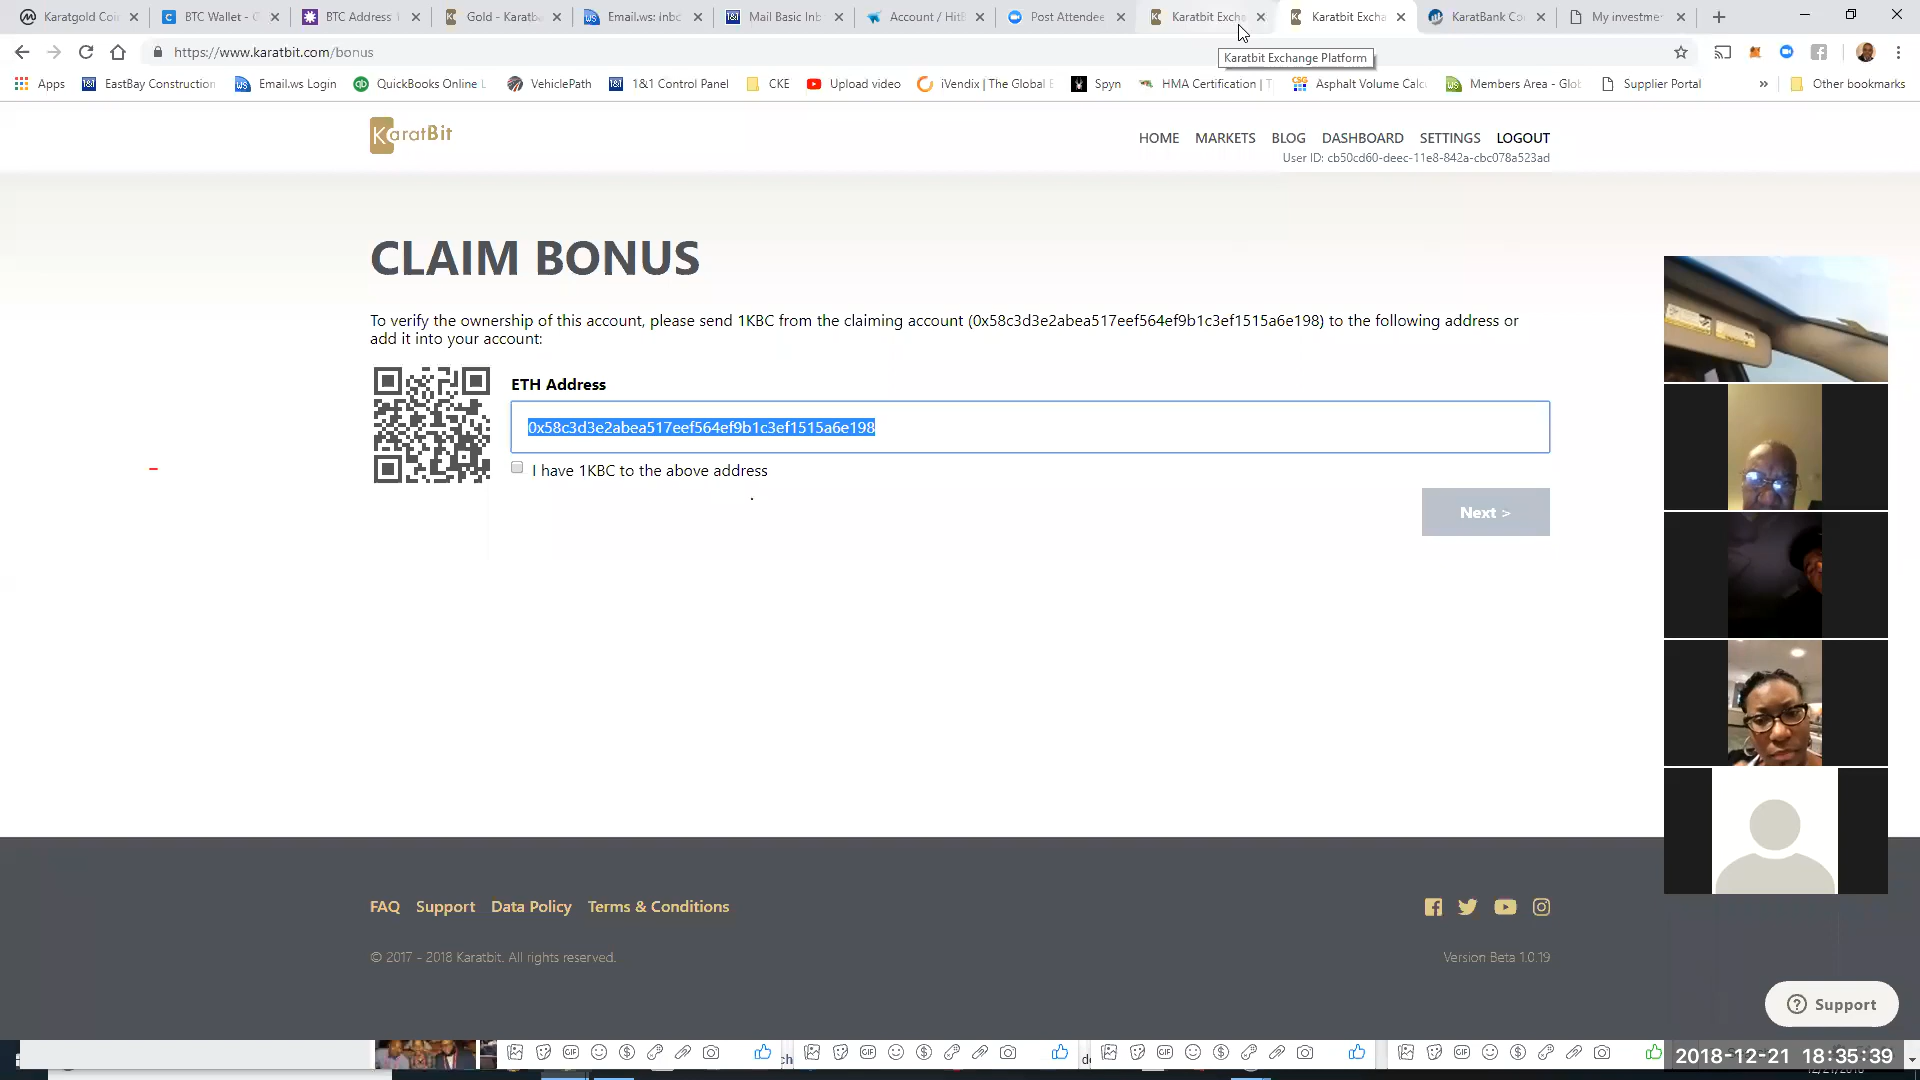 Karatgold Coi
BTC Wallet - G
BTC Address
Gold - Karatba
Email.ws: Inbo
Mail Basic Inb
Account / HitB
Post Attendee
Karatbit Excha
Karatbit Excha
KaratBank Co
My investme
https://www.karatbit.com/bonus
Karatbit Exchange Platform
Apps
EastBay Construction
Email.ws Login
QuickBooks Online L
VehiclePath
1&1 Control Panel
CKE
Upload video
iVendix | The Global E
Spyn
HMA Certification | T
Asphalt Volume Calcu
Members Area - Glob
Supplier Portal
»
Other bookmarks
KaratBit
HOME MARKETS BLOG DASHBOARD SETTINGS LOGOUT
User ID: cb50cd60-deec-11e8-842a-cbc078a523ad
CLAIM BONUS
To verify the ownership of this account, please send 1KBC from the claiming account (0x58c3d3e2abea517eef564ef9b1c3ef1515a6e198) to the following address or
add it into your account:
ETH Address
0x58c3d3e2abea517eef564ef9b1c3ef1515a6e198
I have 1KBC to the above address
Next >
FAQ Support Data Policy Terms & Conditions
© 2017 - 2018 Karatbit. All rights reserved.
Version Beta 1.0.19
Support
2018-12-21 18:35:39